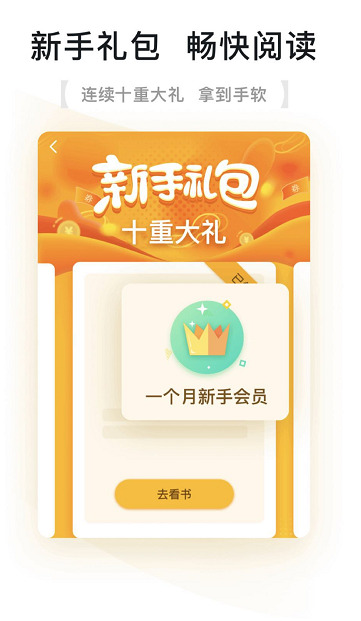 新手礼包 畅快阅读
连续十重大礼 拿到手软
新手礼包
十重大礼
一个月新手会员
去看书